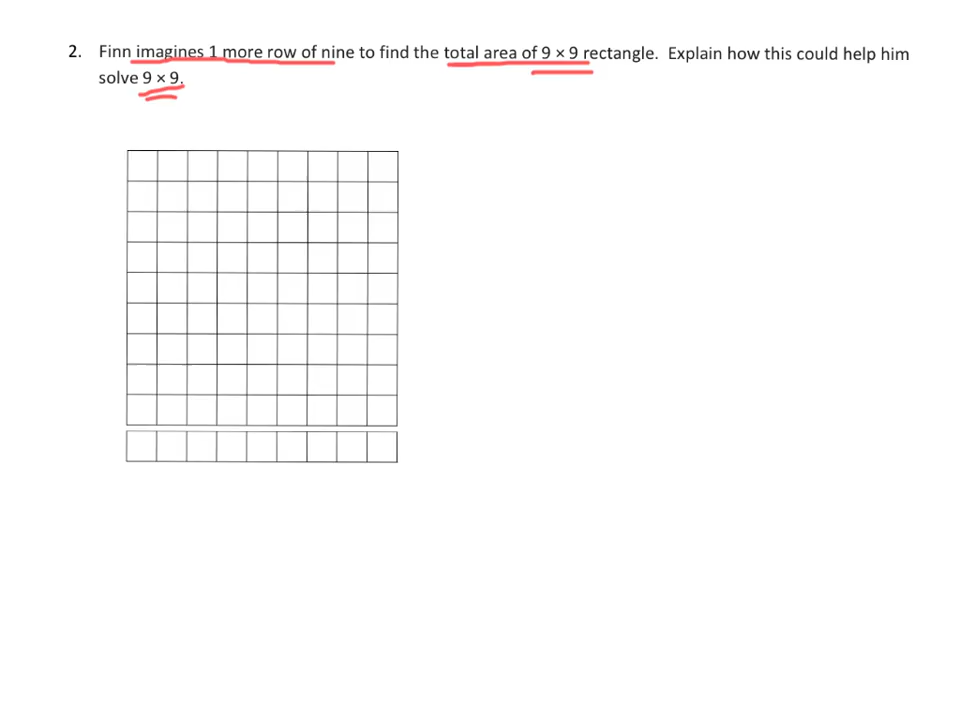 2. Finn imagines 1 more row of nine to find the total area of 9 × 9 rectangle. Explain how this could help him
solve 9 × 9.